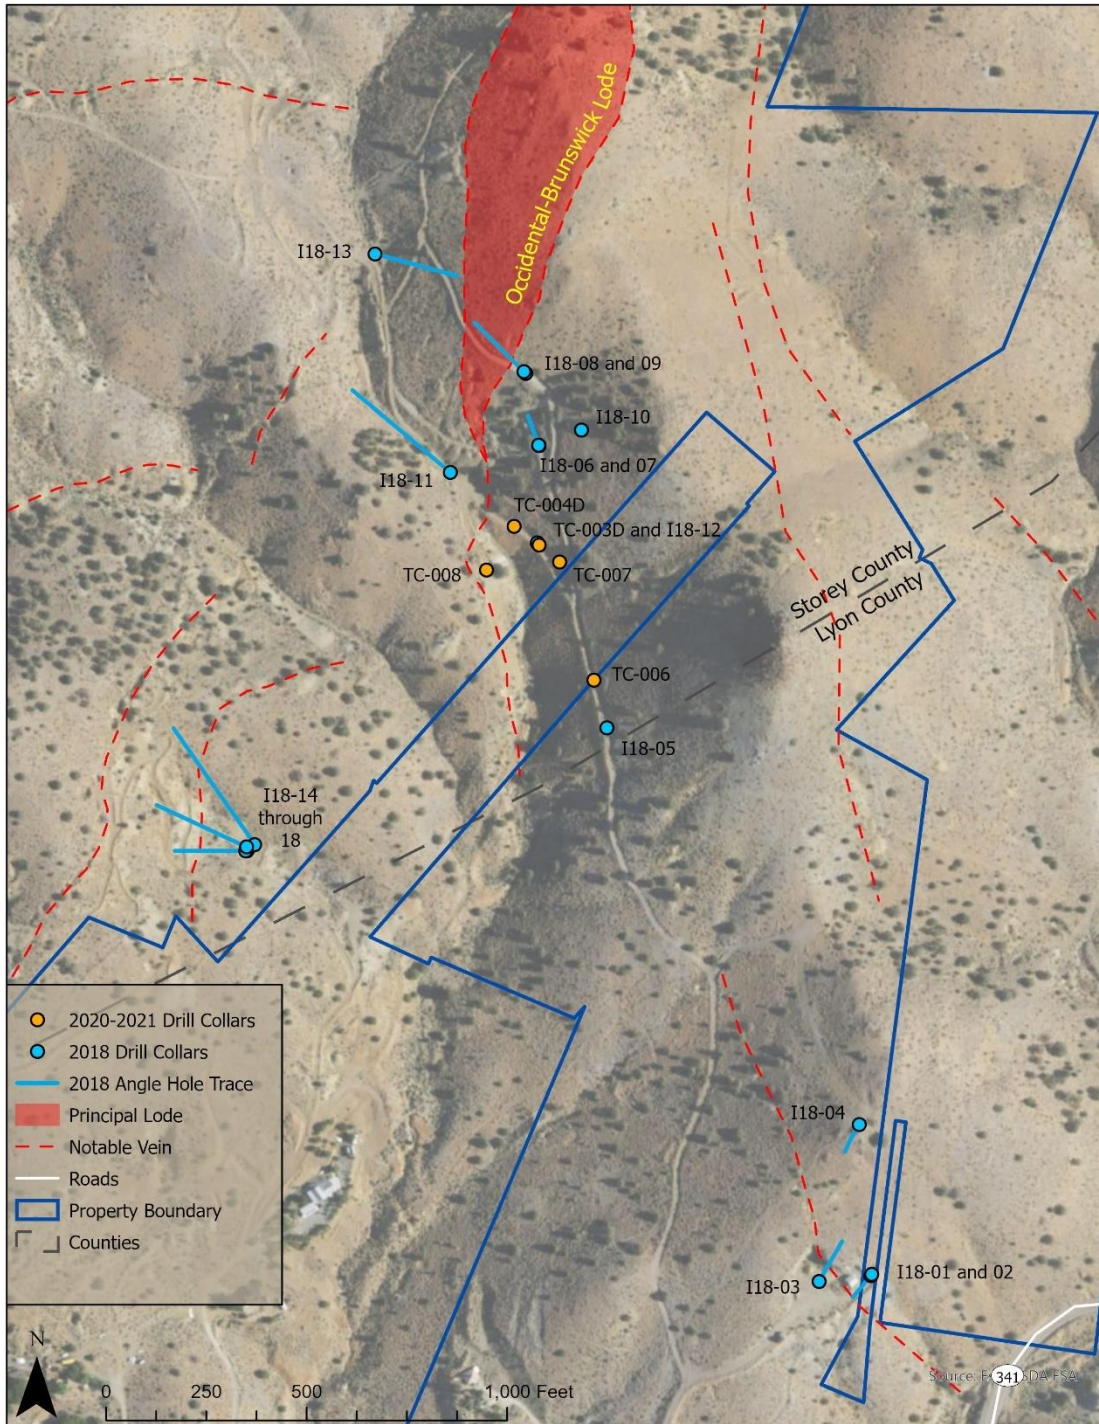 Occidental-Brunswick Lode
I18-13
I18-08 and 09
I18-10
I18-06 and 07
I18-11
TC-004D
TC-003D and I18-12
TC-008
TC-007
Storey County
Lyon County
TC-006
I18-05
I18-14
through
18
2020-2021 Drill Collars
2018 Drill Collars
2018 Angle Hole Trace
Principal Lode
Notable Vein
Roads
Property Boundary
Counties
I18-04
I18-03
I18-01 and 02
N
0 250 500 1,000 Feet
Source:
341
FSA